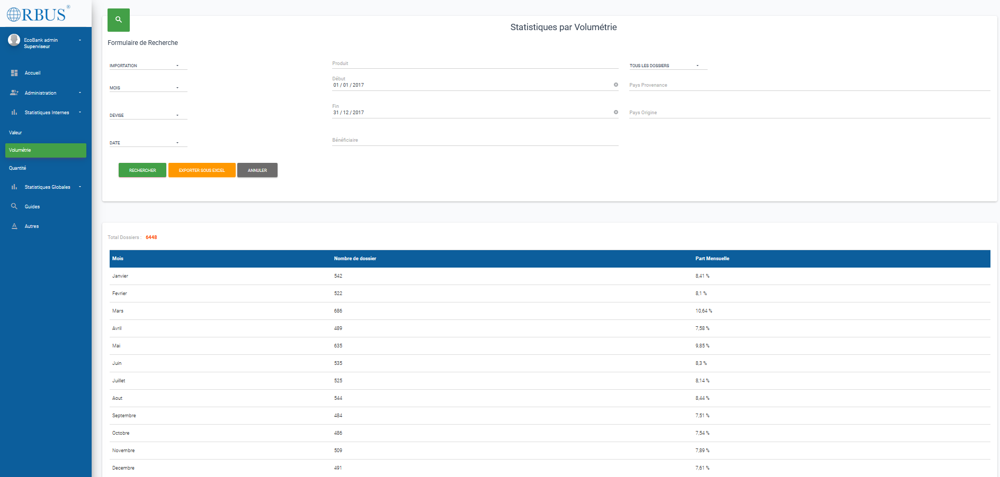 RBUS®
EcoBank admin
Superviseur
Accueil
Administration
Statistiques Internes
Valeur
Volumétrie
Quantité
Statistiques Globales
Guides
Autres
Statistiques par Volumétrie
Formulaire de Recherche
IMPORTATION
Produit
TOUS LES DOSSIERS
MOIS
Début
01 / 01 / 2017
Pays Provenance
DEVISE
Fin
31 / 12 / 2017
Pays Origine
DATE
Bénéficiaire
RECHERCHER EXPORTER SOUS EXCEL ANNULER
Total Dossiers : 6448
Mois Nombre de dossier Part Mensuelle
Janvier 542 8,41 %
Fevrier 522 8,1 %
Mars 686 10,64 %
Avril 489 7,58 %
Mai 635 9,85 %
Juin 535 8,3 %
Juillet 525 8,14 %
Aout 544 8,44 %
Septembre 484 7,51 %
Octobre 486 7,54 %
Novembre 509 7,89 %
Decembre 491 7,61 %